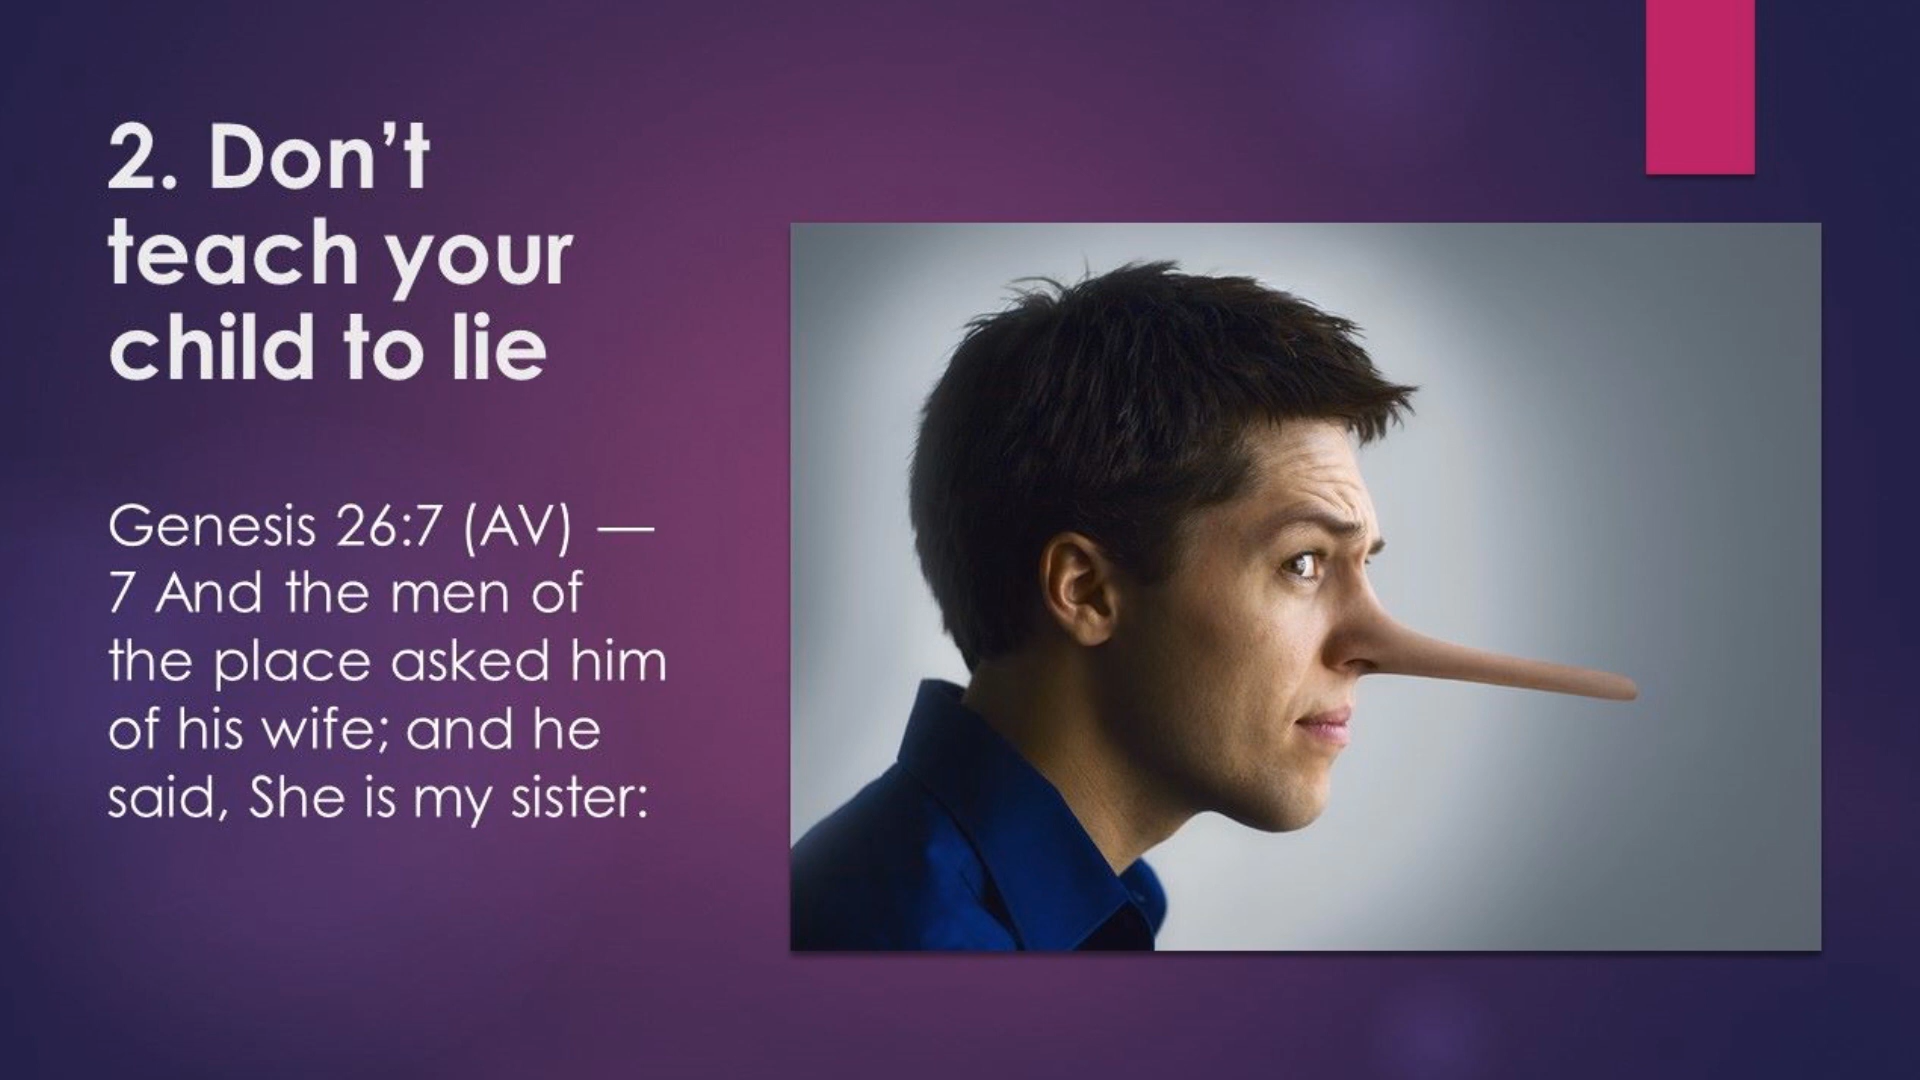 2. Don’t
teach your
child to lie
Genesis 26:7 (AV) —
7 And the men of
the place asked him
of his wife; and he
said, She is my sister: